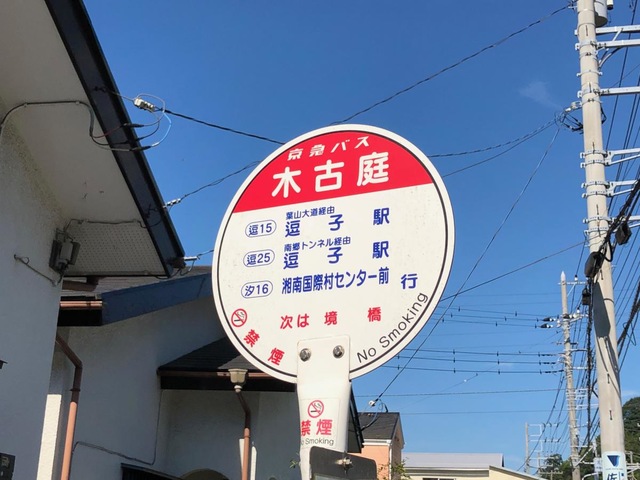 京急バス
木古庭
葉山大道経由
逗15 逗子駅
南郷トンネル経由
逗25 逗子駅
汐16 湘南国際村センター前 行
次は 境橋
禁煙
No Smoking
禁煙
No Smoking